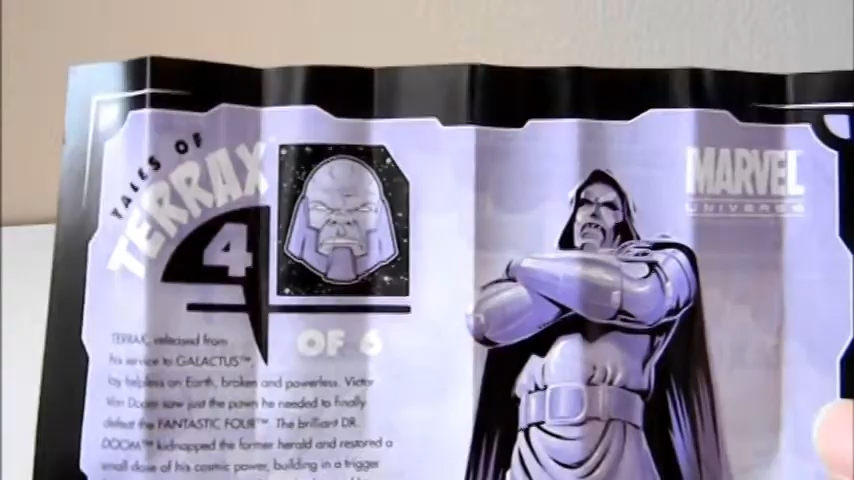 TALES OF
TERRAX
4
OF 6
MARVEL
UNIVERSE
TERRAX, released from
his service to GALACTUS™,
lay helpless on Earth, broken and powerless. Victor
Von Doom saw just the pawn he needed to finally
defeat the FANTASTIC FOUR™. The brilliant DR.
DOOM™ kidnapped the former herald and restored a
small dose of his cosmic power, building in a trigger